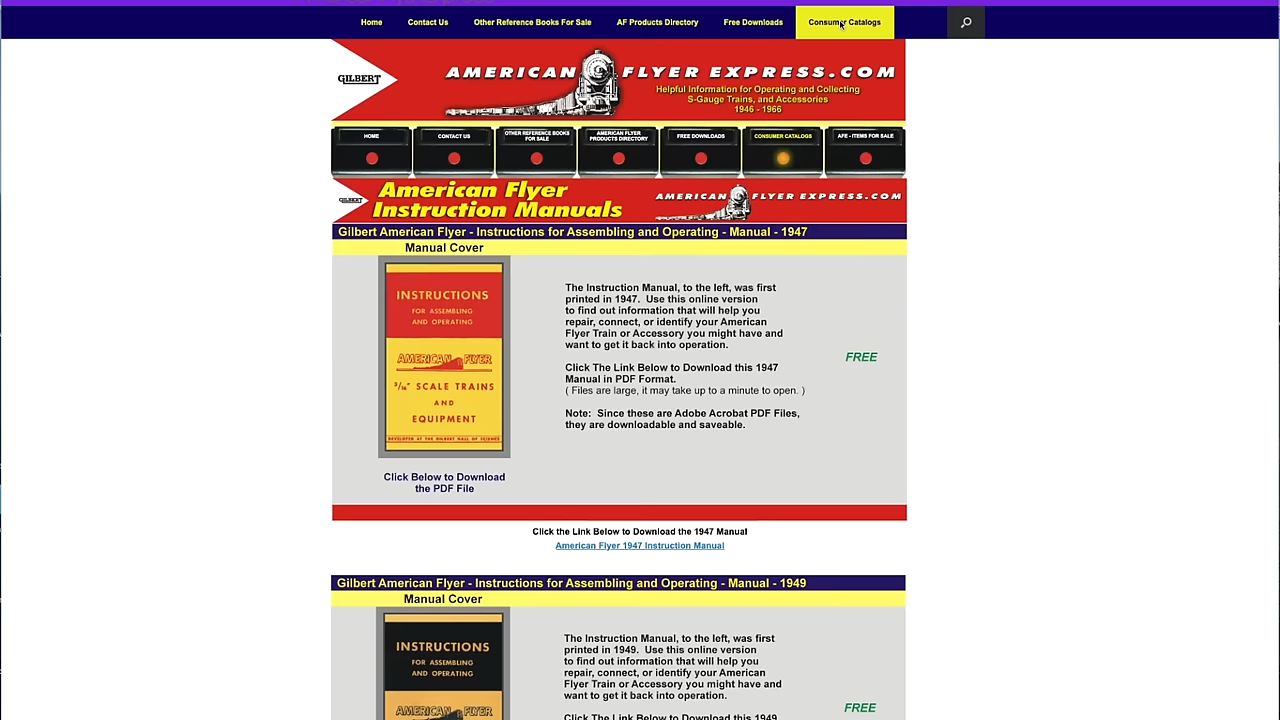 Home Contact Us Other Reference Books For Sale AF Products Directory Free Downloads Consumer Catalogs
GILBERT
AMERICAN FLYER EXPRESS.COM
Helpful Information for Operating and Collecting
S-Gauge Trains, and Accessories
1946 - 1966
HOME
CONTACT US
OTHER REFERENCE BOOKS
FOR SALE
AMERICAN FLYER
PRODUCTS DIRECTORY
FREE DOWNLOADS
CONSUMER CATALOGS
AFE - ITEMS FOR SALE
GILBERT
American Flyer
Instruction Manuals
AMERICAN FLYER EXPRESS.COM
Gilbert American Flyer - Instructions for Assembling and Operating - Manual - 1947
Manual Cover
INSTRUCTIONS
FOR ASSEMBLING
AND OPERATING
AMERICAN FLYER
3/16" SCALE TRAINS
AND
EQUIPMENT
DEVELOPED AT THE GILBERT HALL OF SCIENCE
Click Below to Download
the PDF File
The Instruction Manual, to the left, was first
printed in 1947. Use this online version
to find out information that will help you
repair, connect, or identify your American
Flyer Train or Accessory you might have and
want to get it back into operation.
Click The Link Below to Download this 1947
Manual in PDF Format.
( Files are large, it may take up to a minute to open. )
Note: Since these are Adobe Acrobat PDF Files,
they are downloadable and saveable.
FREE
Click the Link Below to Download the 1947 Manual
American Flyer 1947 Instruction Manual
Gilbert American Flyer - Instructions for Assembling and Operating - Manual - 1949
Manual Cover
INSTRUCTIONS
FOR ASSEMBLING
AND OPERATING
AMERICAN FLYER
The Instruction Manual, to the left, was first
printed in 1949. Use this online version
to find out information that will help you
repair, connect, or identify your American
Flyer Train or Accessory you might have and
want to get it back into operation.
Click The Link Below to Download this 1949
FREE